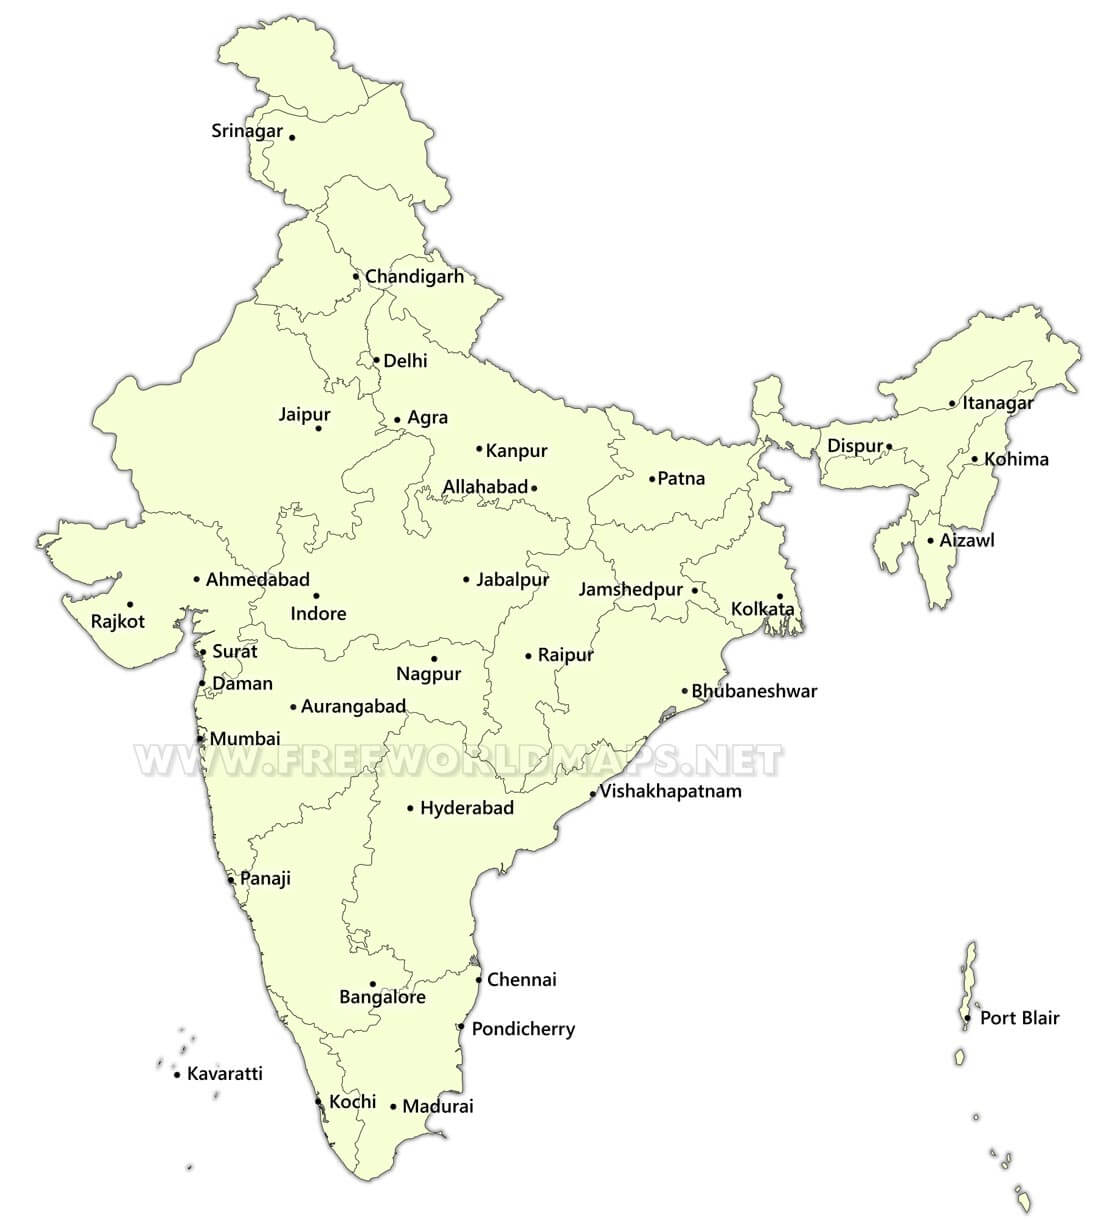 Srinagar
Chandigarh
Delhi
Jaipur
Agra
Itanagar
Kanpur
Dispur
Kohima
Allahabad
Patna
Aizawl
Ahmedabad
Jabalpur
Jamshedpur
Indore
Kolkata
Rajkot
Surat
Raipur
Nagpur
Daman
Bhubaneshwar
Aurangabad
Mumbai
WWW.FREEWORLDMAPS.NET
Vishakhapatnam
Hyderabad
Panaji
Chennai
Bangalore
Port Blair
Pondicherry
Kavaratti
Kochi
Madurai